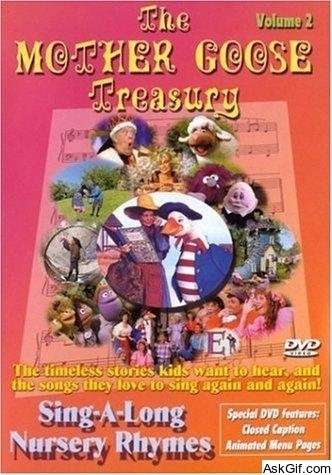 The
Volume 2
MOTHER GOOSE
Treasury
DVD
VIDEO
The timeless stories kids want to hear, and
the songs they love to sing again and again!
Sing-A-Long
Nursery Rhymes
Special DVD features:
Closed Caption
Animated Menu Pages
AskGif.com